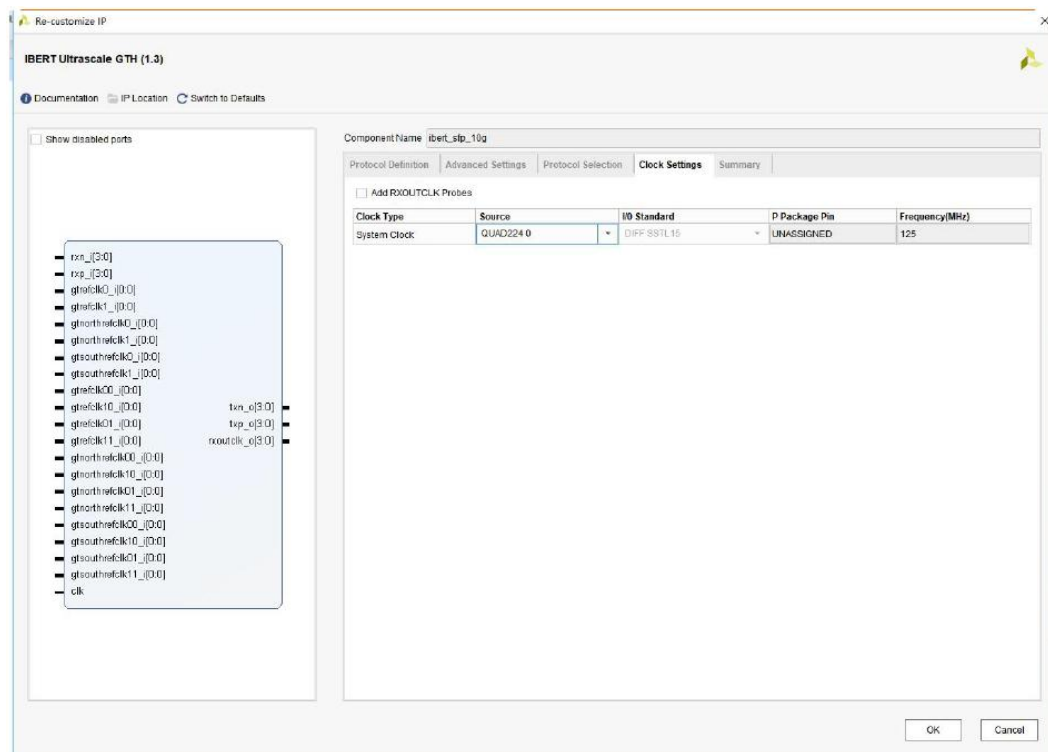 Re-customize IP
IBERT Ultrascale GTH (1.3)
Documentation IP Location Switch to Defaults
Show disabled ports
rxn_i[3:0]
rxp_i[3:0]
gtrefclk0_i[0:0]
gtrefclk1_i[0:0]
gtnorthrefclk0_i[0:0]
gtnorthrefclk1_i[0:0]
gtsouthrefclk0_i[0:0]
gtsouthrefclk1_i[0:0]
gtrefclk00_i[0:0]
gtrefclk10_i[0:0] txn_o[3:0]
gtrefclk01_i[0:0] txp_o[3:0]
gtrefclk11_i[0:0] rxoutclk_o[3:0]
gtnorthrefclk00_i[0:0]
gtnorthrefclk10_i[0:0]
gtnorthrefclk01_i[0:0]
gtnorthrefclk11_i[0:0]
gtsouthrefclk00_i[0:0]
gtsouthrefclk10_i[0:0]
gtsouthrefclk01_i[0:0]
gtsouthrefclk11_i[0:0]
clk
Component Name ibert_sfp_10g
Protocol Definition Advanced Settings Protocol Selection Clock Settings Summary
Add RXOUTCLK Probes
Clock Type Source I/O Standard P Package Pin Frequency(MHz)
System Clock QUAD224 0 DIFF SSTL15 UNASSIGNED 125
OK Cancel